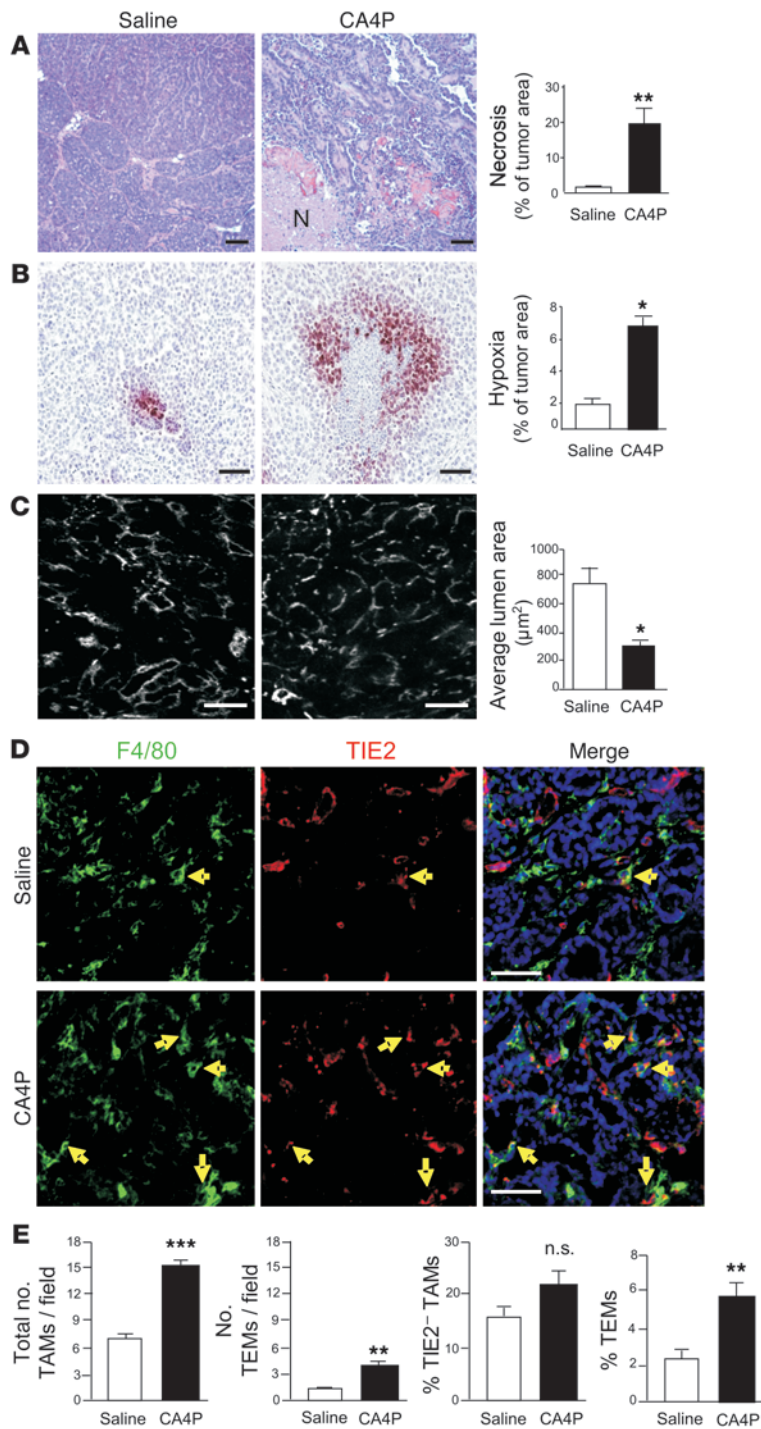 Saline
CA4P
A
N
Necrosis
(% of tumor area)
30
20
10
0
**
Saline
CA4P
B
Hypoxia
(% of tumor area)
8
6
4
2
0
*
Saline
CA4P
C
Average lumen area
(µm²)
1000
800
600
400
200
*
Saline
CA4P
D
F4/80
TIE2
Merge
Saline
CA4P
E
Total no.
TAMs / field
18
15
12
9
6
3
0
***
Saline
CA4P
No.
TEMs / field
18
15
12
9
6
3
0
**
Saline
CA4P
% TIE2⁻ TAMs
30
20
10
0
n.s.
Saline
CA4P
% TEMs
8
6
4
2
0
**
Saline
CA4P